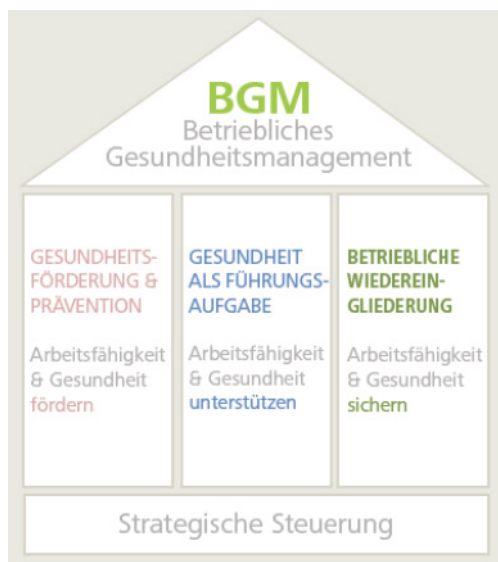 BGM
Betriebliches
Gesundheitsmanagement
GESUNDHEITS-
FÖRDERUNG &
PRÄVENTION
Arbeitsfähigkeit
& Gesundheit
fördern
GESUNDHEIT
ALS FÜHRUNGS-
AUFGABE
Arbeitsfähigkeit
& Gesundheit
unterstützen
BETRIEBLICHE
WIEDEREIN-
GLIEDERUNG
Arbeitsfähigkeit
& Gesundheit
sichern
Strategische Steuerung